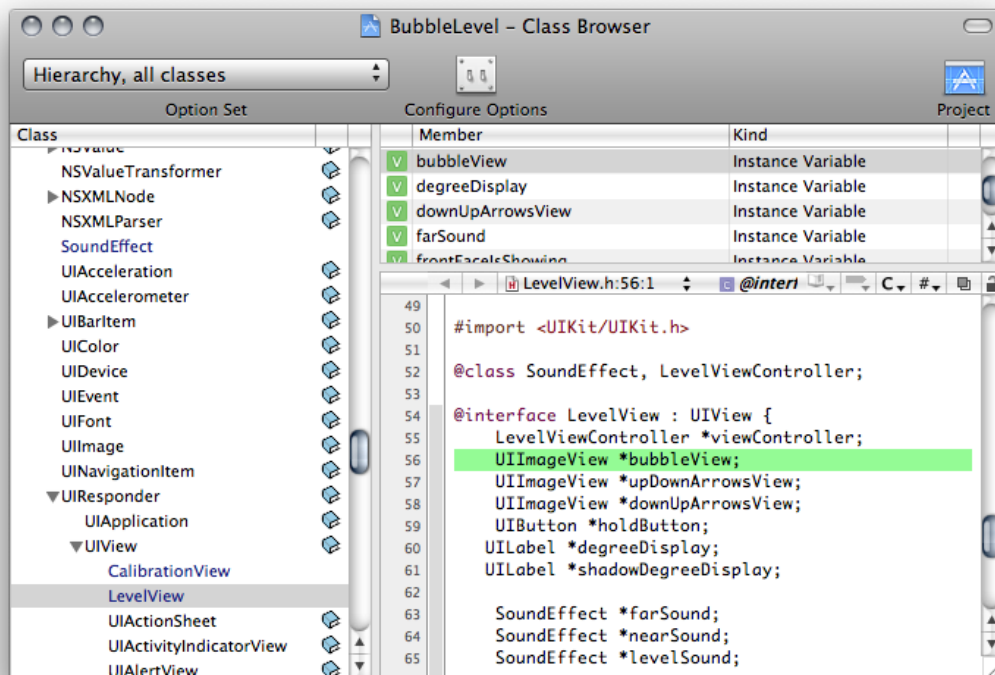 BubbleLevel – Class Browser
Hierarchy, all classes
Option Set
Configure Options
Project
Class
NSValue
NSValueTransformer
NSXMLNode
NSXMLParser
SoundEffect
UIAcceleration
UIAccelerometer
UIBarItem
UIColor
UIDevice
UIEvent
UIFont
UIImage
UINavigationItem
UIResponder
UIApplication
UIView
CalibrationView
LevelView
UIActionSheet
UIActivityIndicatorView
UIAlertView
Member Kind
V bubbleView Instance Variable
V degreeDisplay Instance Variable
V downUpArrowsView Instance Variable
V farSound Instance Variable
V frontFaceIsShowing Instance Variable
h LevelView.h:56:1 C @interf C #
49
50 #import <UIKit/UIKit.h>
51
52 @class SoundEffect, LevelViewController;
53
54 @interface LevelView : UIView {
55 LevelViewController *viewController;
56 UIImageView *bubbleView;
57 UIImageView *upDownArrowsView;
58 UIImageView *downUpArrowsView;
59 UIButton *holdButton;
60 UILabel *degreeDisplay;
61 UILabel *shadowDegreeDisplay;
62
63 SoundEffect *farSound;
64 SoundEffect *nearSound;
65 SoundEffect *levelSound;